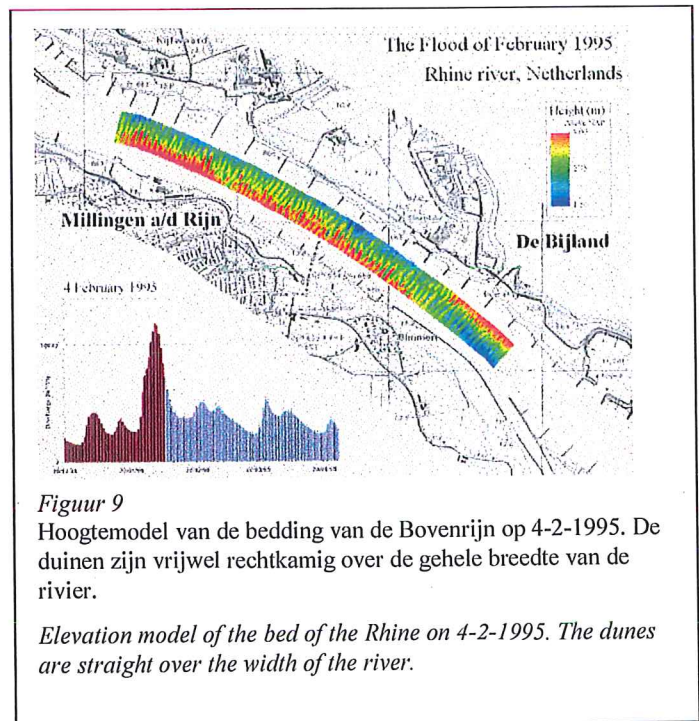 The Flood of February 1995
Rhine river, Netherlands
Height (m)
Millingen a/d Rijn
De Bijland
4 February 1995
Figuur 9
Hoogtemodel van de bedding van de Bovenrijn op 4-2-1995. De
duinen zijn vrijwel rechtkamig over de gehele breedte van de
rivier.
Elevation model of the bed of the Rhine on 4-2-1995. The dunes
are straight over the width of the river.